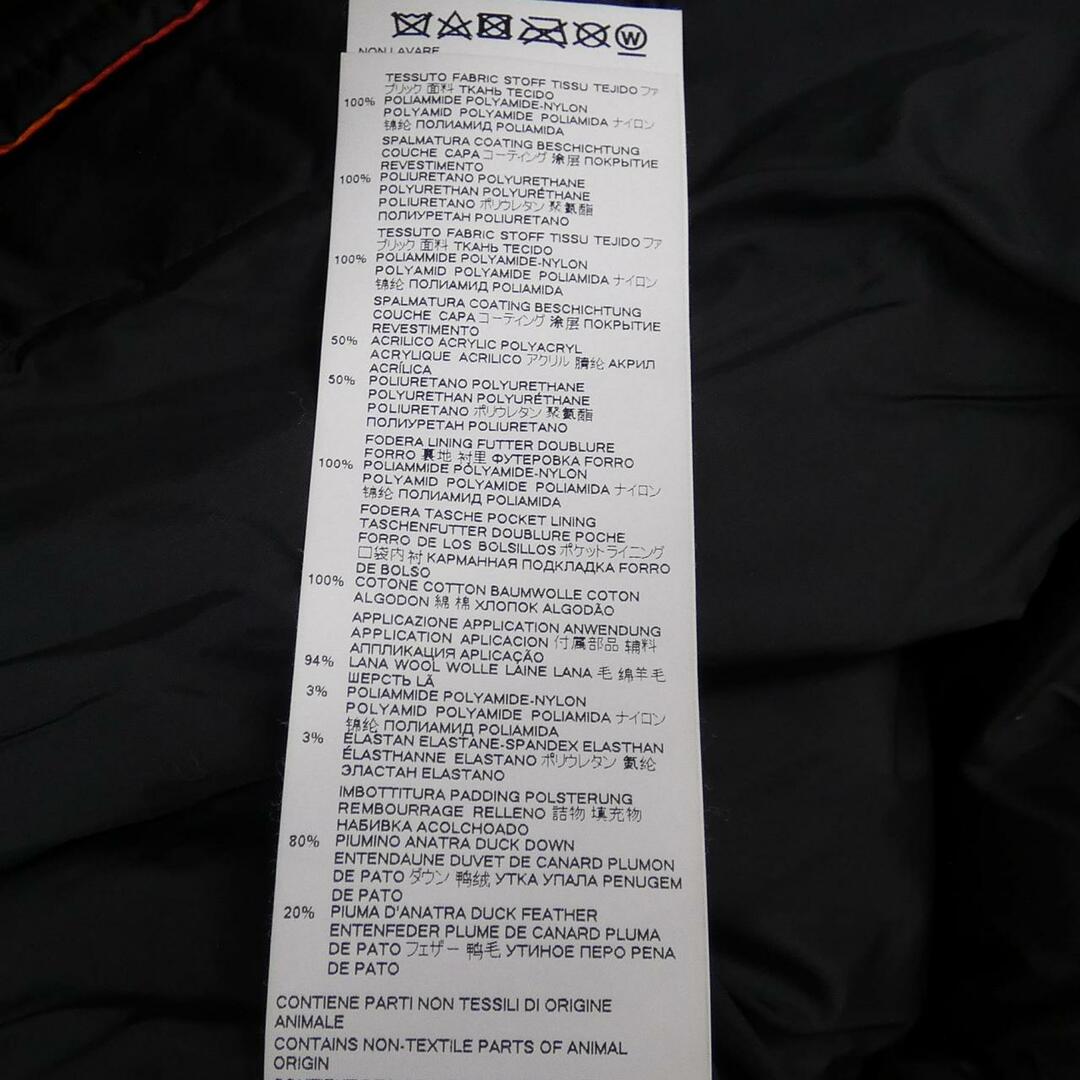 NON LAVARE
TESSUTO FABRIC STOFF TISSU TEJIDO ファ
ブリック 面料 ТКАНЬ TECIDO
100% POLIAMMIDE POLYAMIDE-NYLON
POLYAMID POLYAMIDE POLIAMIDA ナイロン
锦纶 ПОЛИАМИД POLIAMIDA
SPALMATURA COATING BESCHICHTUNG
COUCHE CAPA コーティング 涂层 ПОКРЫТИЕ
REVESTIMENTO
100% POLIURETANO POLYURETHANE
POLYURETHAN POLYURÉTHANE
POLIURETANO ポリウレタン 聚氨酯
ПОЛИУРЕТАН POLIURETANO
TESSUTO FABRIC STOFF TISSU TEJIDO ファ
ブリック 面料 ТКАНЬ TECIDO
100% POLIAMMIDE POLYAMIDE-NYLON
POLYAMID POLYAMIDE POLIAMIDA ナイロン
锦纶 ПОЛИАМИД POLIAMIDA
SPALMATURA COATING BESCHICHTUNG
COUCHE CAPA コーティング 涂层 ПОКРЫТИЕ
REVESTIMENTO
50% ACRILICO ACRYLIC POLYACRYL
ACRYLIQUE ACRILICO アクリル 腈纶 АКРИЛ
ACRÍLICA
50% POLIURETANO POLYURETHANE
POLYURETHAN POLYURÉTHANE
POLIURETANO ポリウレタン 聚氨酯
ПОЛИУРЕТАН POLIURETANO
FODERA LINING FUTTER DOUBLURE
FORRO 裏地 衬里 ФУТЕРОВКА FORRO
100% POLIAMMIDE POLYAMIDE-NYLON
POLYAMID POLYAMIDE POLIAMIDA ナイロン
锦纶 ПОЛИАМИД POLIAMIDA
FODERA TASCHE POCKET LINING
TASCHENFUTTER DOUBLURE POCHE
FORRO DE LOS BOLSILLOS ポケットライニング
口袋内衬 КАРМАННАЯ ПОДКЛАДКА FORRO
DE BOLSO
100% COTONE COTTON BAUMWOLLE COTON
ALGODON 綿 棉 ХЛОПОК ALGODÃO
APPLICAZIONE APPLICATION ANWENDUNG
APPLICATION APLICACION 付属部品 辅料
АППЛИКАЦИЯ APLICAÇÃO
94% LANA WOOL WOLLE LAINE LANA 毛 绵羊毛
ШЕРСТЬ LÃ
3% POLIAMMIDE POLYAMIDE-NYLON
POLYAMID POLYAMIDE POLIAMIDA ナイロン
锦纶 ПОЛИАМИД POLIAMIDA
3% ELASTAN ELASTANE-SPANDEX ELASTHAN
ÉLASTHANNE ELASTANO ポリウレタン 氨纶
ЭЛАСТАН ELASTANO
IMBOTTITURA PADDING POLSTERUNG
REMBOURRAGE RELLENO 詰物 填充物
НАБИВКА ACOLCHOADO
80% PIUMINO ANATRA DUCK DOWN
ENTENDAUNE DUVET DE CANARD PLUMON
DE PATO ダウン 鸭绒 УТКА УПАЛА PENUGEM
DE PATO
20% PIUMA D'ANATRA DUCK FEATHER
ENTENFEDER PLUME DE CANARD PLUMA
DE PATO フェザー 鸭毛 УТИНОЕ ПЕРО PENA
DE PATO
CONTIENE PARTI NON TESSILI DI ORIGINE
ANIMALE
CONTAINS NON-TEXTILE PARTS OF ANIMAL
ORIGIN